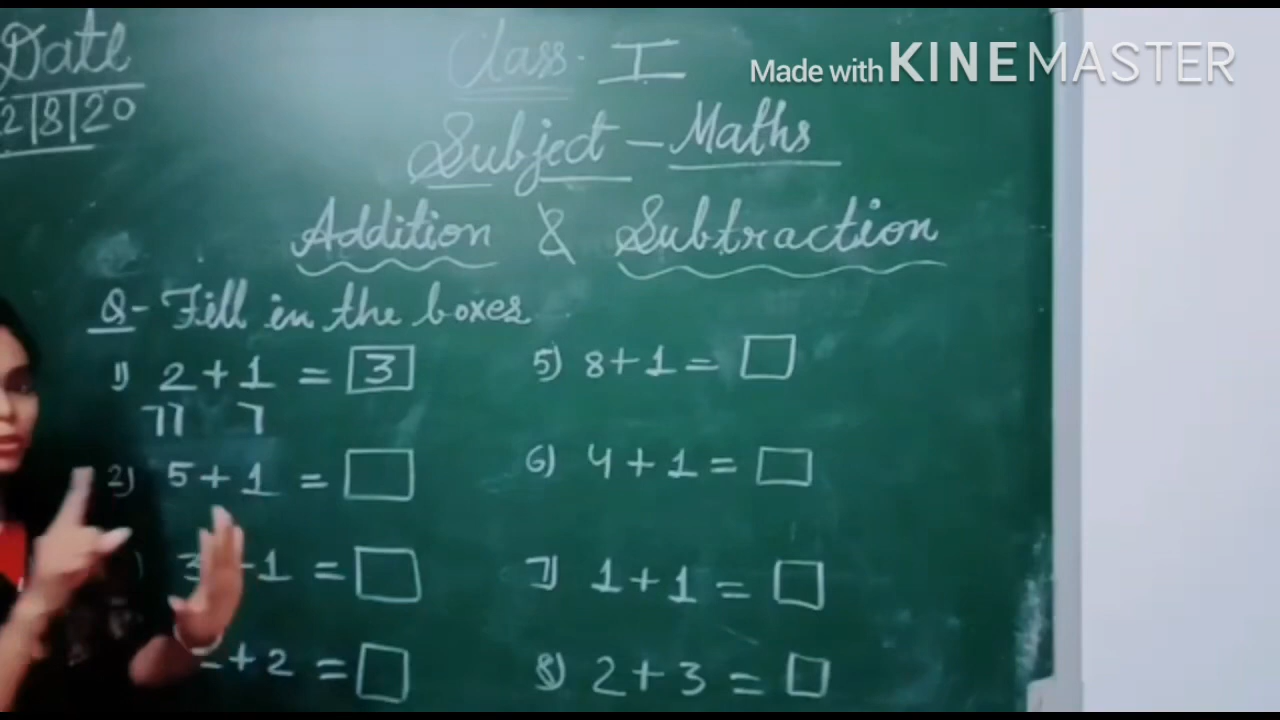 Date
2|8|20
Class. I
Made with KINEMASTER
Subject - Maths
Addition & Subtraction
Q- Fill in the boxes
1) 2 + 1 = 3
2) 5 + 1 =
3 1 =
+ 2 =
5) 8 + 1 =
6) 4 + 1 =
7) 1 + 1 =
8) 2 + 3 =